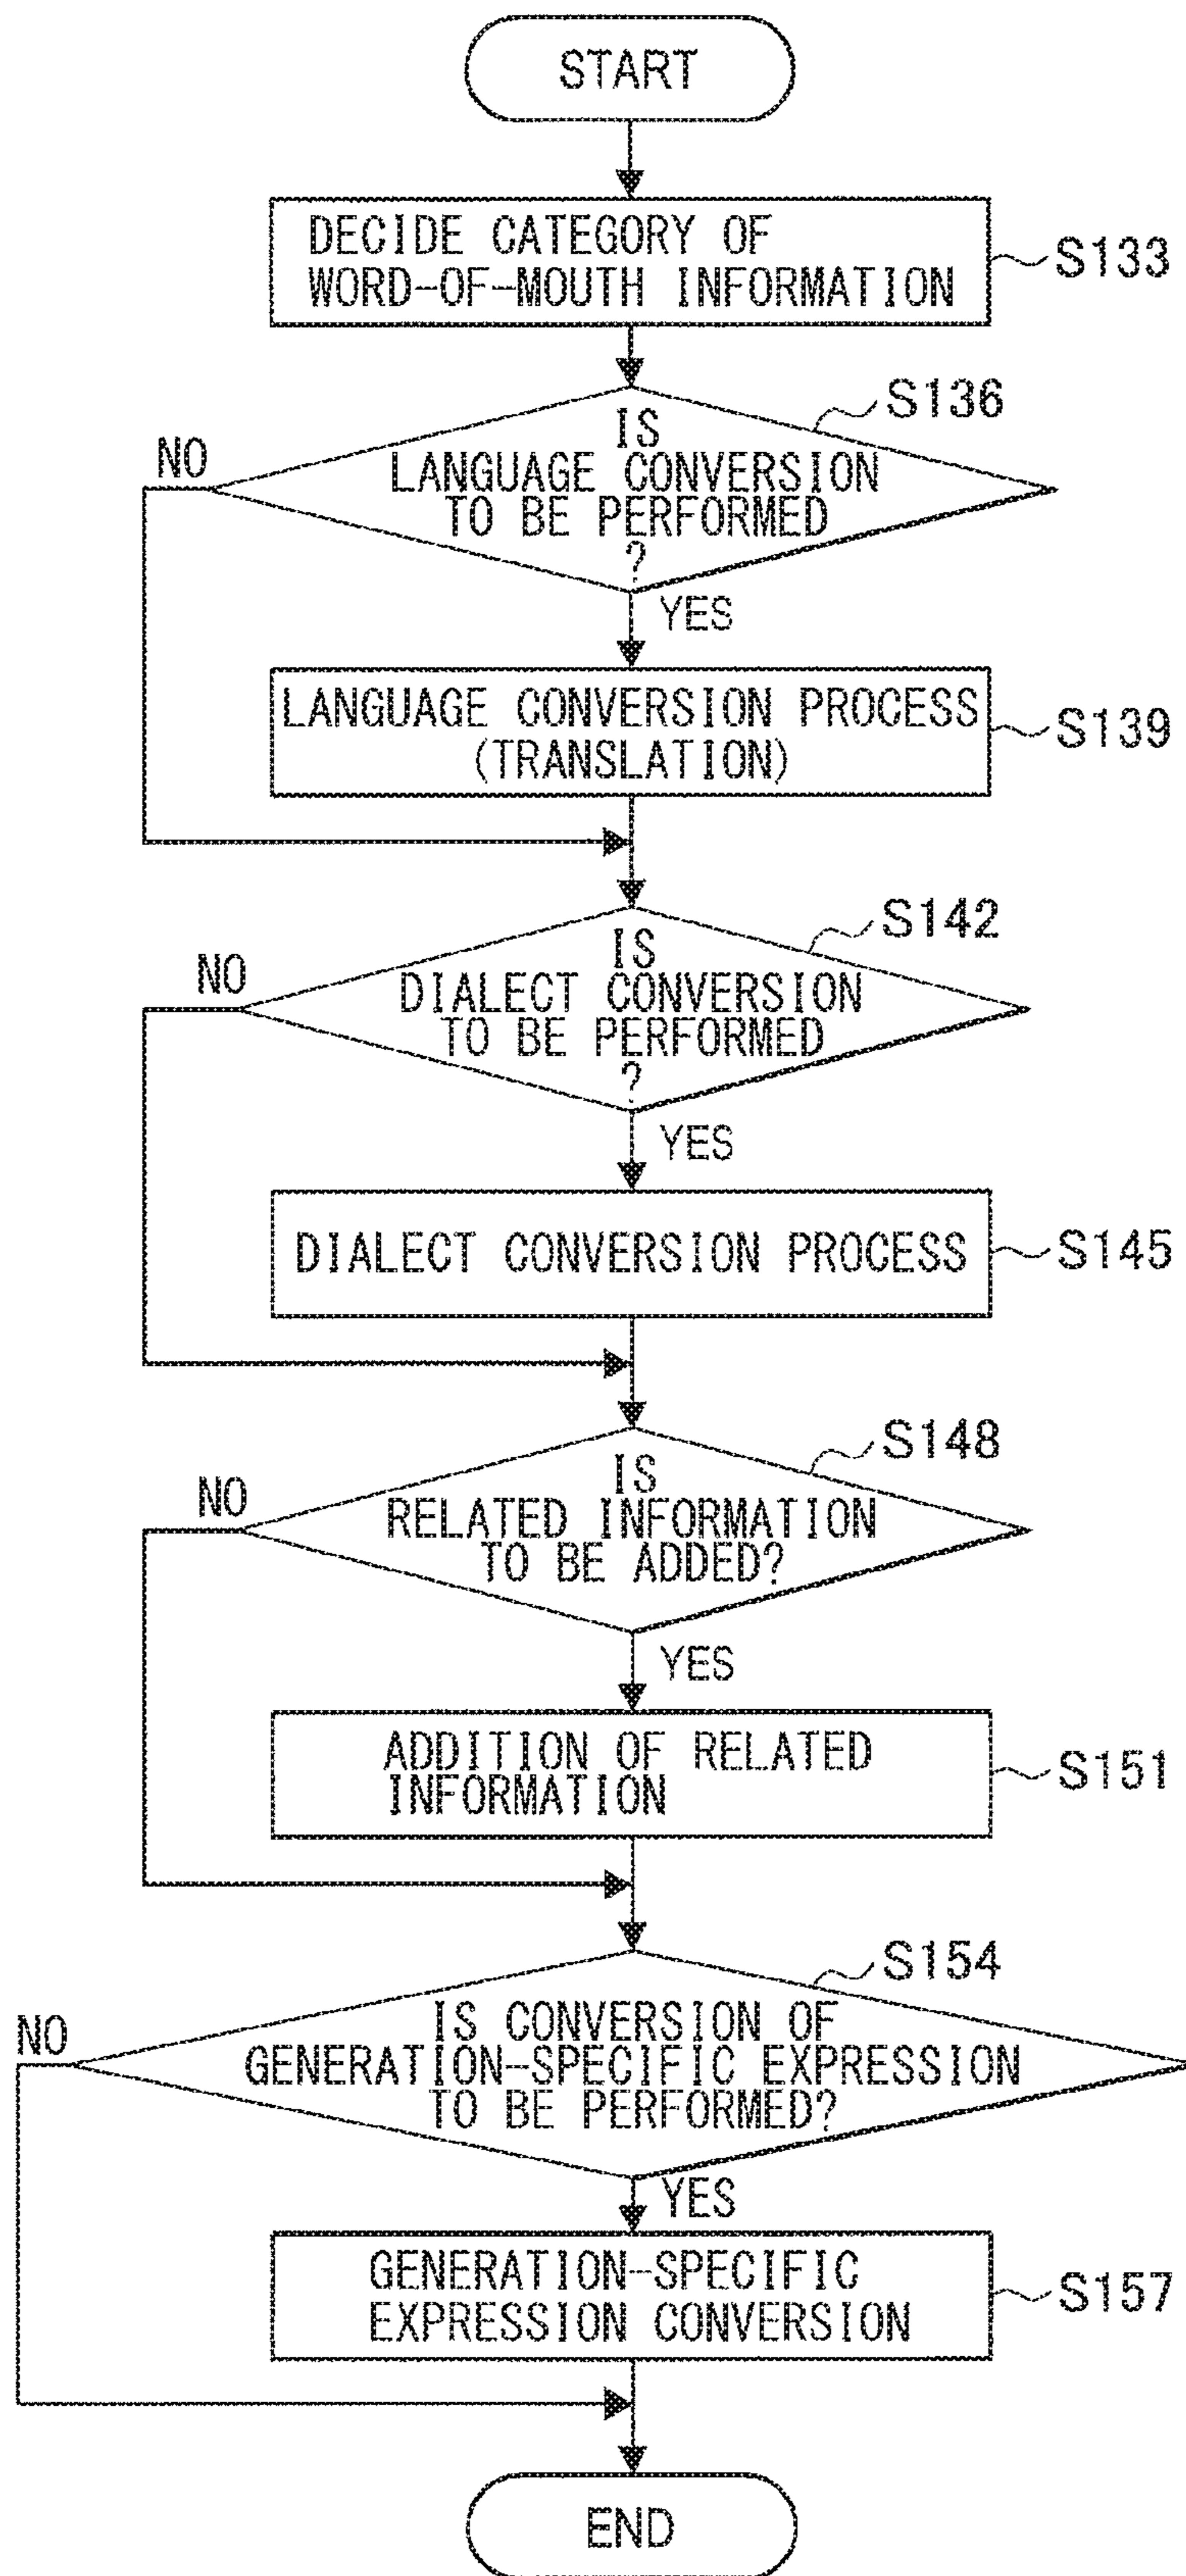 START
DECIDE CATEGORY OF
WORD-OF-MOUTH INFORMATION
S133
S136
IS
LANGUAGE CONVERSION
TO BE PERFORMED
?
NO
YES
LANGUAGE CONVERSION PROCESS
(TRANSLATION)
S139
S142
IS
DIALECT CONVERSION
TO BE PERFORMED
?
NO
YES
DIALECT CONVERSION PROCESS
S145
S148
IS
RELATED INFORMATION
TO BE ADDED?
NO
YES
ADDITION OF RELATED
INFORMATION
S151
S154
IS CONVERSION OF
GENERATION-SPECIFIC EXPRESSION
TO BE PERFORMED?
NO
YES
GENERATION-SPECIFIC
EXPRESSION CONVERSION
S157
END